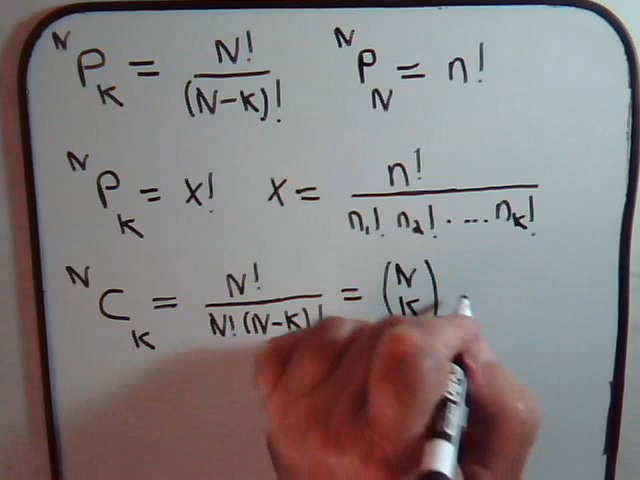 ᴺP_K = N!/(N-K)!   ᴺP_N = n!
ᴺP_K = x!   x = n!/(n₁! n₂! ·.... n_k!)
ᴺC_K = N!/(N!(N-K)!) = (N K)